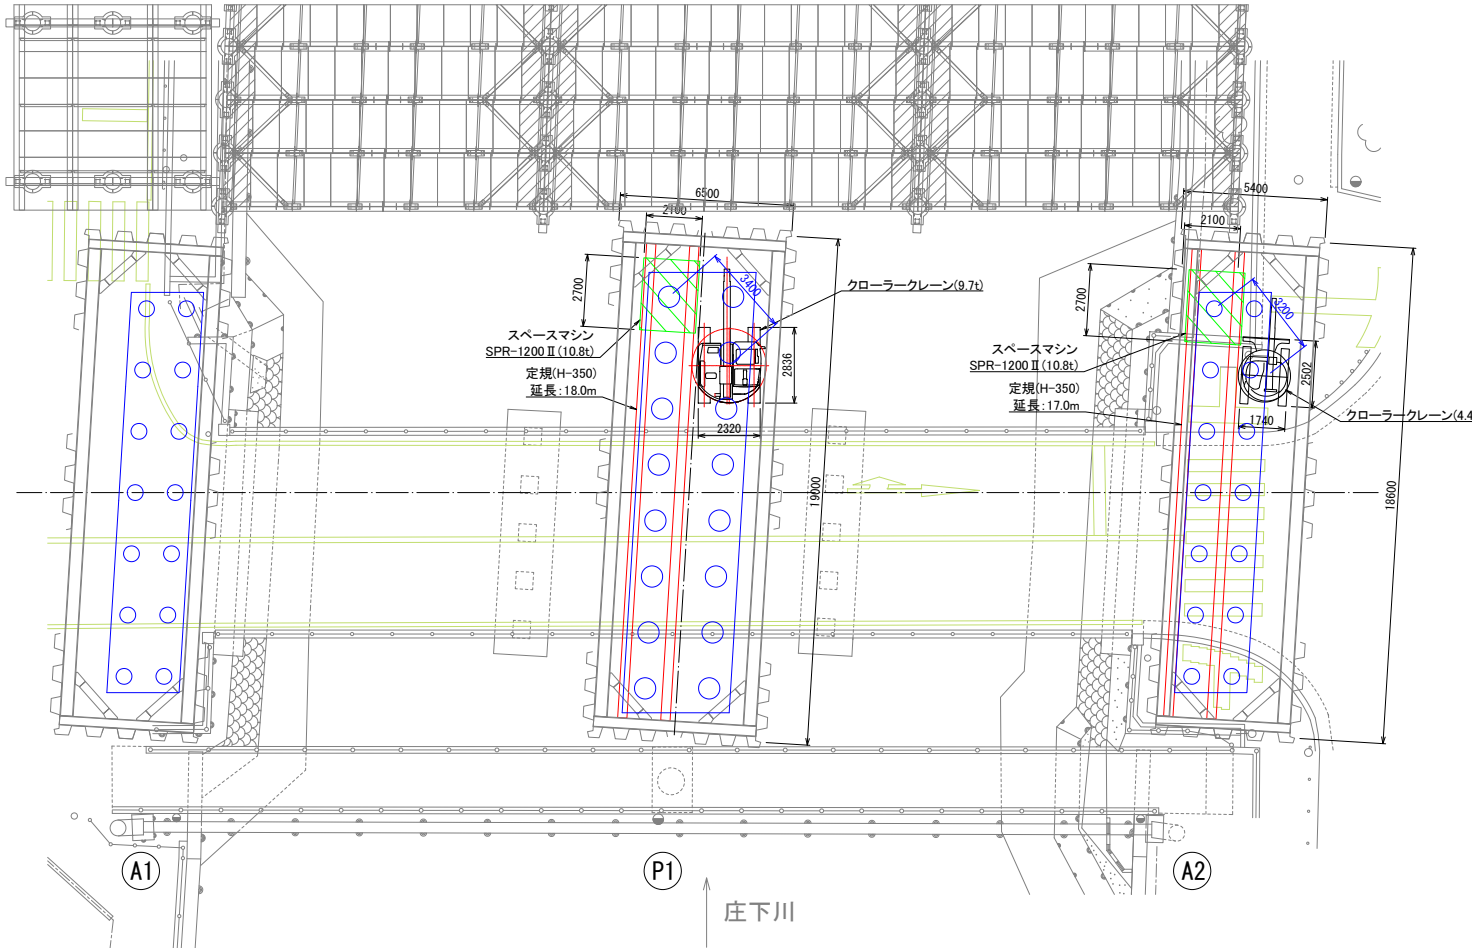 6500
2100
5400
2100
2700
3400
クローラークレーン(9.7t)
スペースマシン
SPR-1200Ⅱ(10.8t)
定規(H-350)
延長:18.0m
2836
2320
19000
2700
3200
スペースマシン
SPR-1200Ⅱ(10.8t)
定規(H-350)
延長:17.0m
2502
1740
クローラークレーン(4.4
18600
A1
P1
A2
庄下川